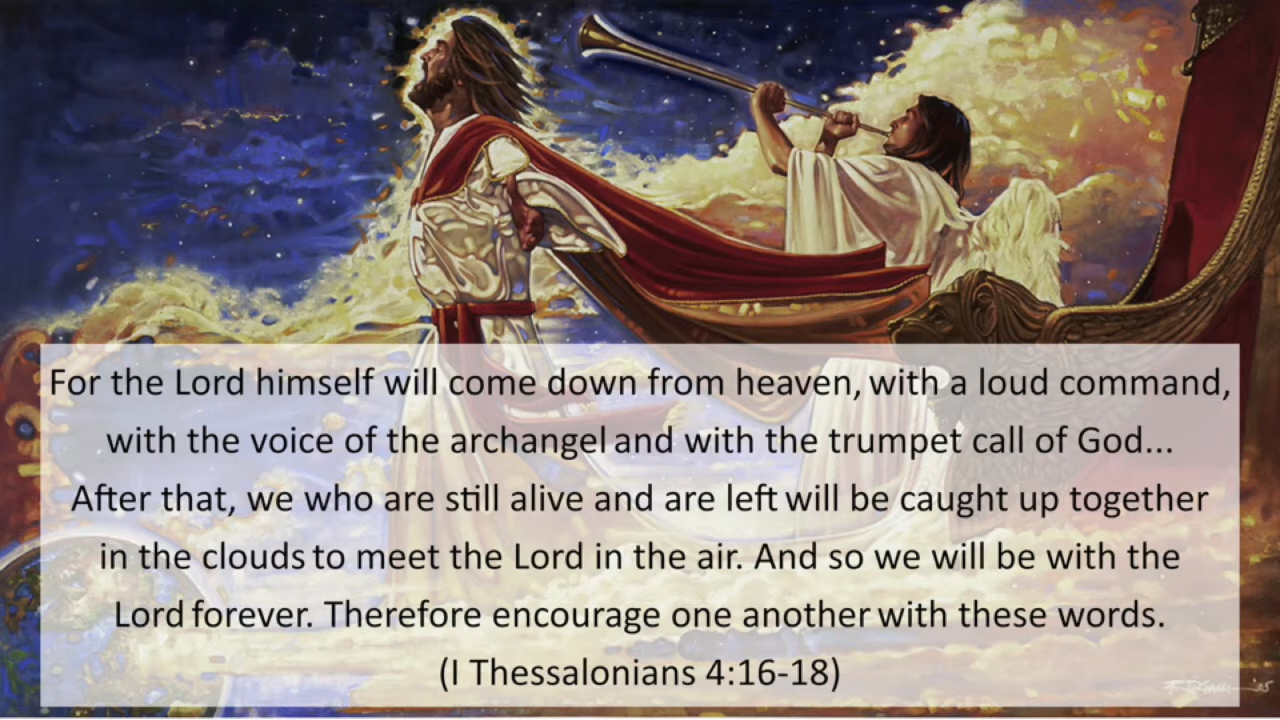 For the Lord himself will come down from heaven, with a loud command,
with the voice of the archangel and with the trumpet call of God...
After that, we who are still alive and are left will be caught up together
in the clouds to meet the Lord in the air. And so we will be with the
Lord forever. Therefore encourage one another with these words.
(I Thessalonians 4:16-18)